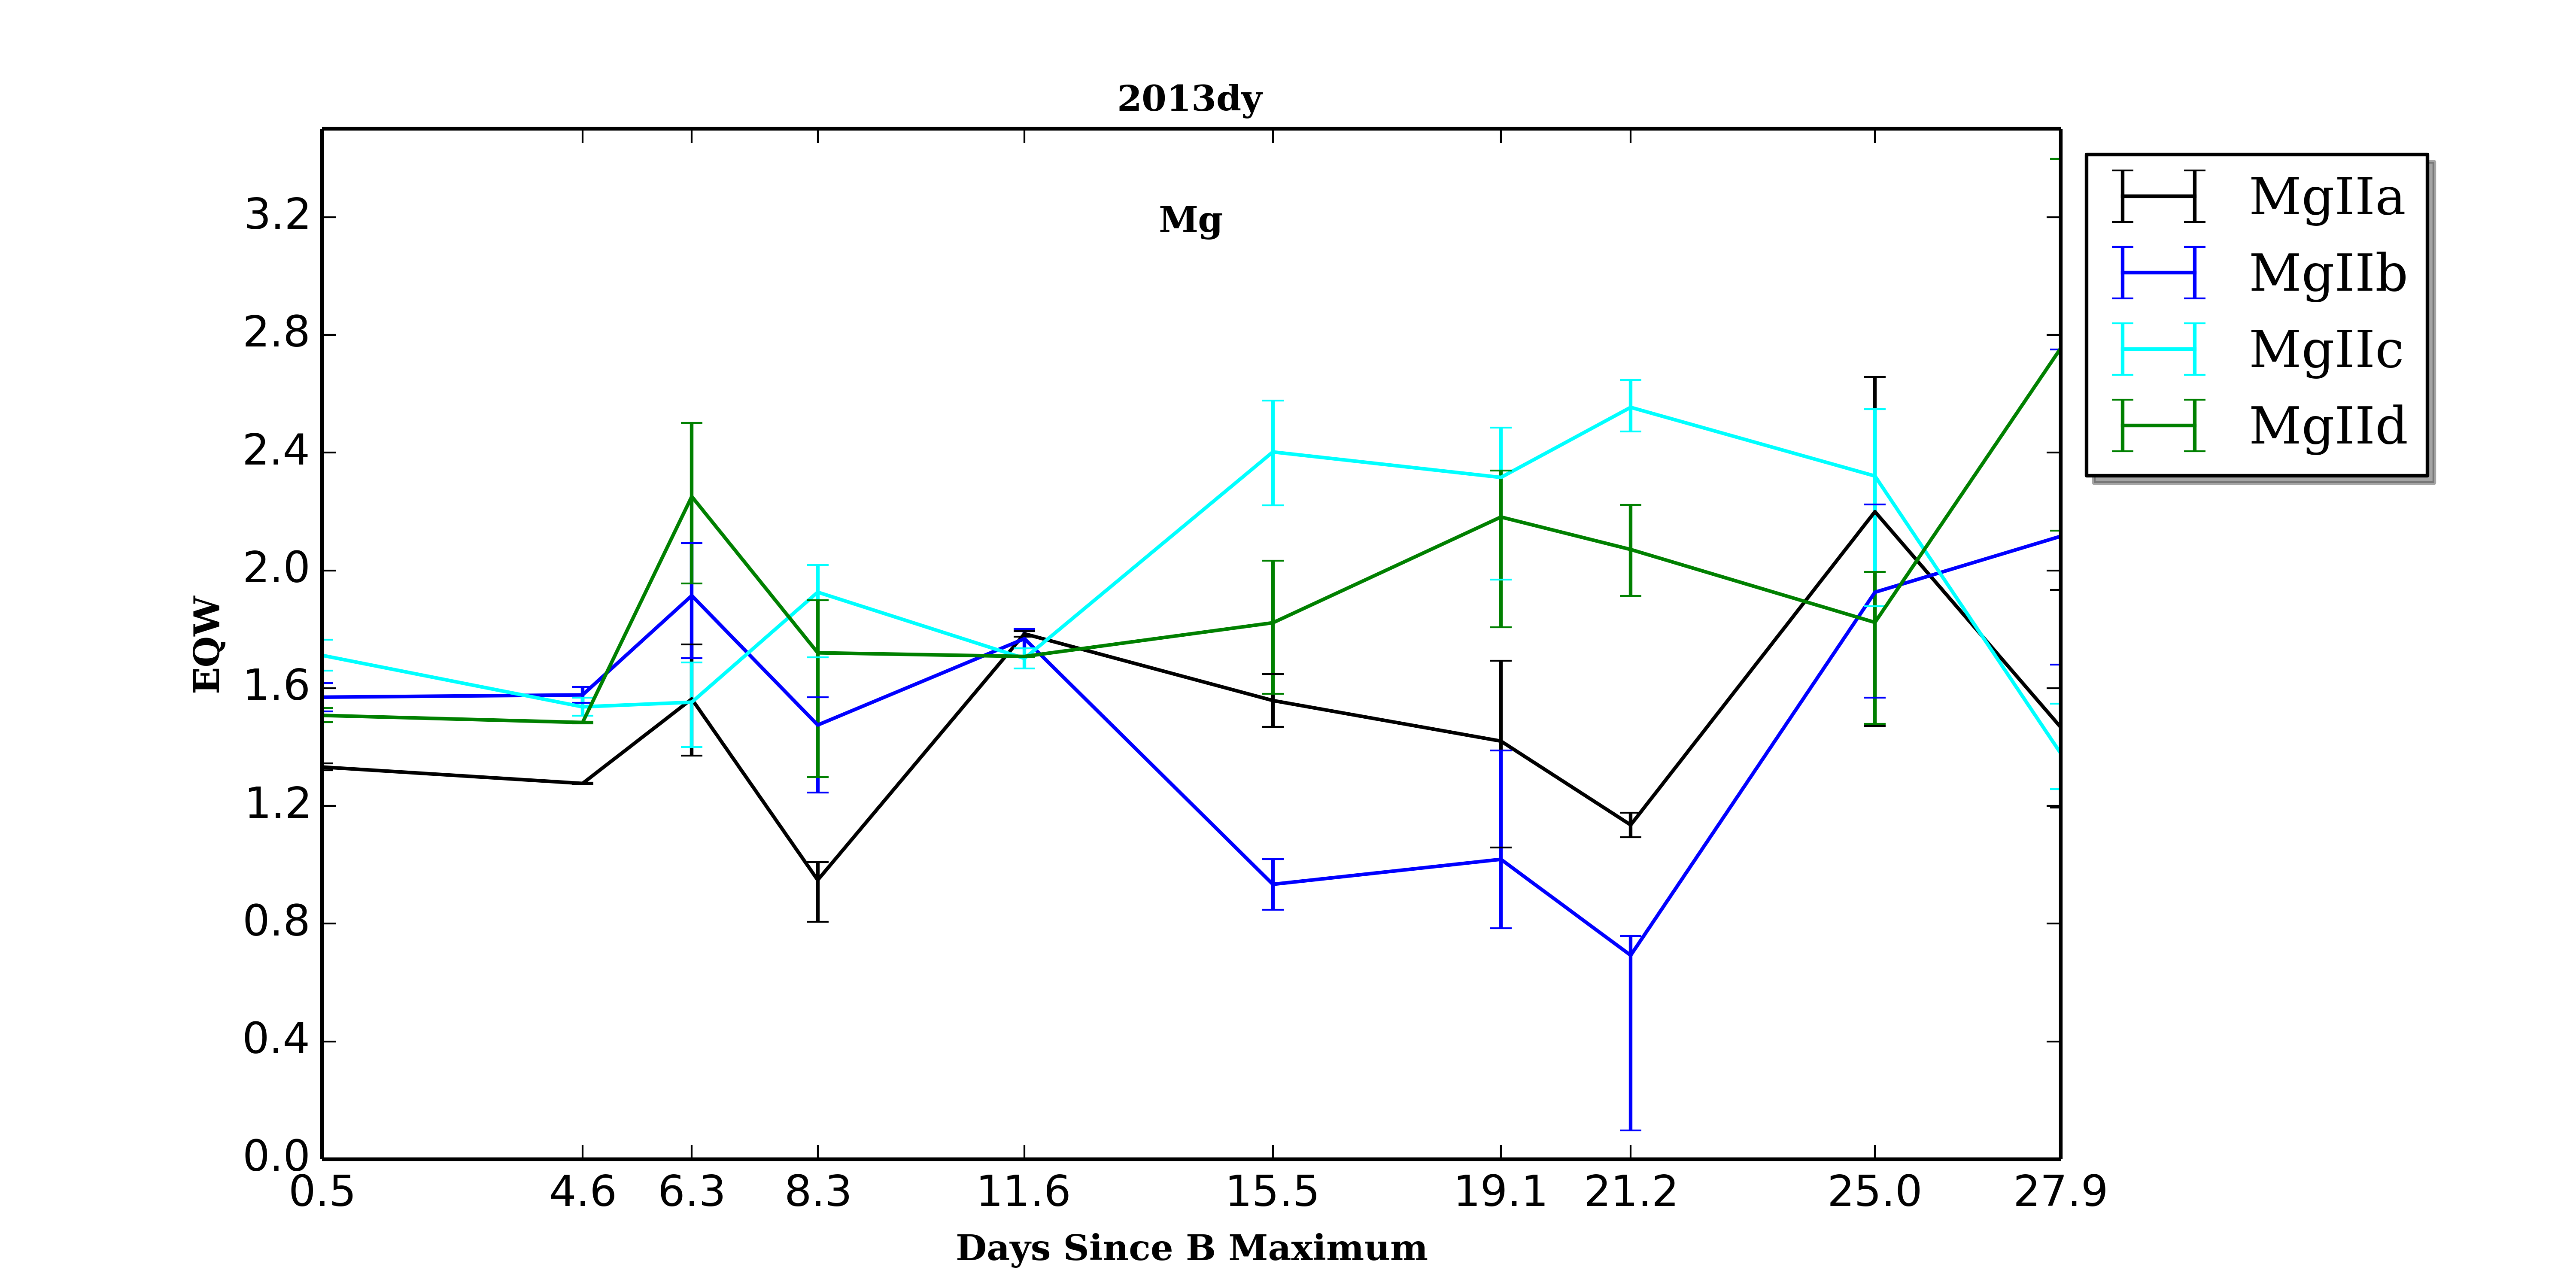 2013dy
Mg
MgIIa
MgIIb
MgIIc
MgIId
EQW
3.2
2.8
2.4
2.0
1.6
1.2
0.8
0.4
0.0
0.5 4.6 6.3 8.3 11.6 15.5 19.1 21.2 25.0 27.9
Days Since B Maximum